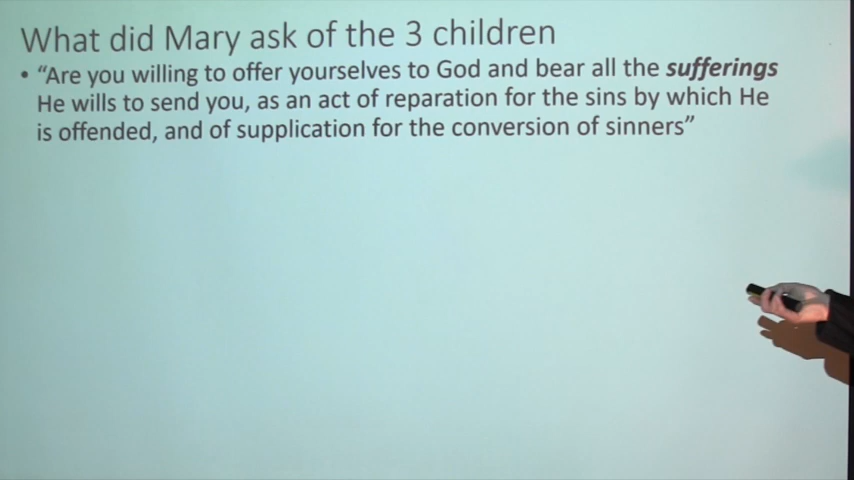 What did Mary ask of the 3 children
• “Are you willing to offer yourselves to God and bear all the sufferings
He wills to send you, as an act of reparation for the sins by which He
is offended, and of supplication for the conversion of sinners”